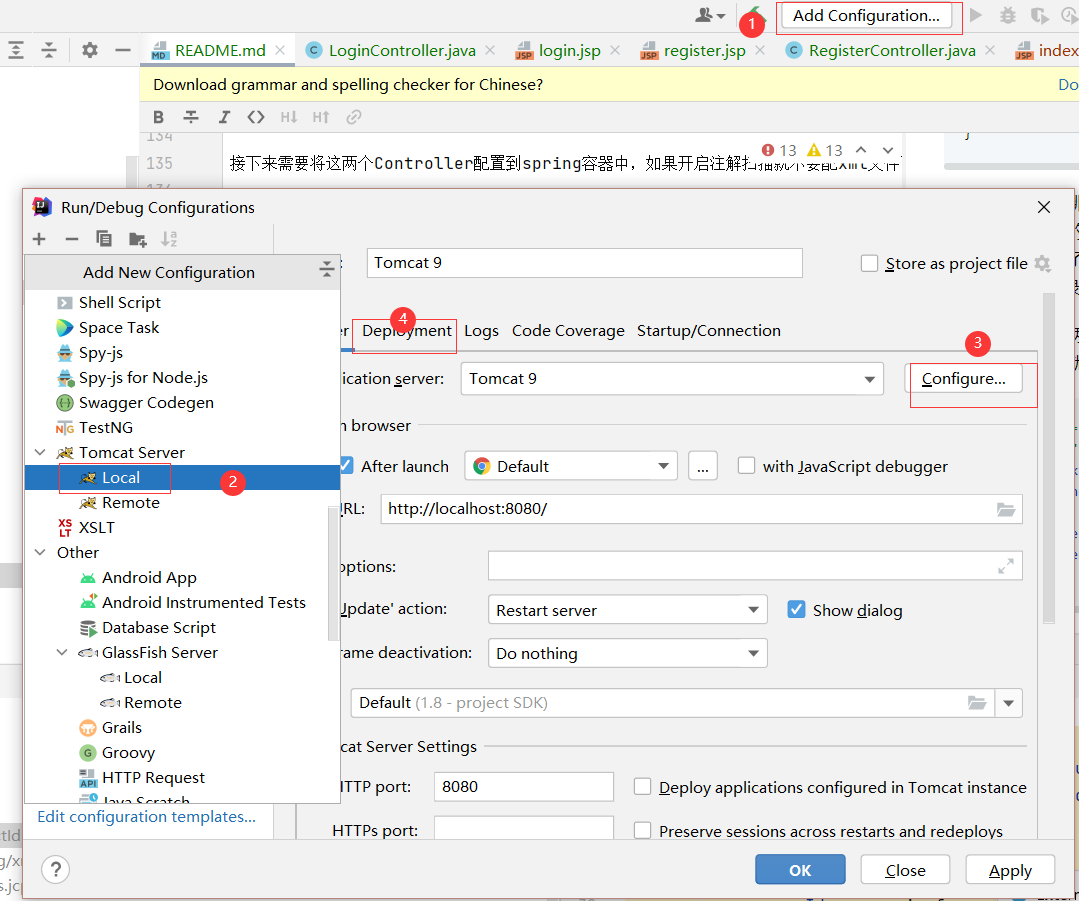 1
Add Configuration...
README.md
LoginController.java
login.jsp
register.jsp
RegisterController.java
index
Download grammar and spelling checker for Chinese?
Do
B I <> H↓ H↑
134
135
接下来需要将这两个Controller配置到spring容器中，如果开启注解扫描就不要配xml文件
13 13
Run/Debug Configurations
Add New Configuration
Tomcat 9
Store as project file
Shell Script
Space Task
Spy-js
Spy-js for Node.js
Swagger Codegen
TestNG
Tomcat Server
Local
2
Remote
XSLT
Other
Android App
Android Instrumented Tests
Database Script
GlassFish Server
Local
Remote
Grails
Groovy
HTTP Request
Java Scratch
Edit configuration templates...
4
er Deployment Logs Code Coverage Startup/Connection
3
ication server: Tomcat 9 Configure...
n browser
After launch Default ... with JavaScript debugger
URL: http://localhost:8080/
options:
Update' action: Restart server Show dialog
rame deactivation: Do nothing
Default (1.8 - project SDK)
cat Server Settings
HTTP port: 8080 Deploy applications configured in Tomcat instance
HTTPs port: Preserve sessions across restarts and redeploys
? OK Close Apply